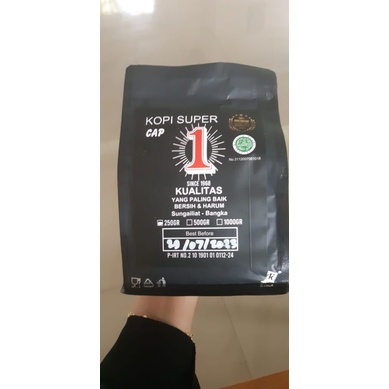 KOPI SUPER
CAP
1
SINCE 1968
KUALITAS
YANG PALING BAIK
BERSIH & HARUM
Sungailiat - Bangka
250GR 500GR 1000GR
Best Before
P-IRT NO.2 10 1901 01 0112-24